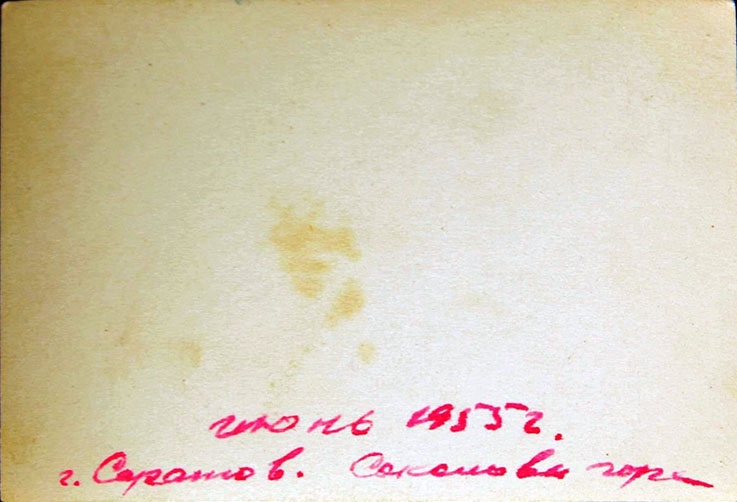 июнь 1955г.
г. Саратов. Соколовая гора